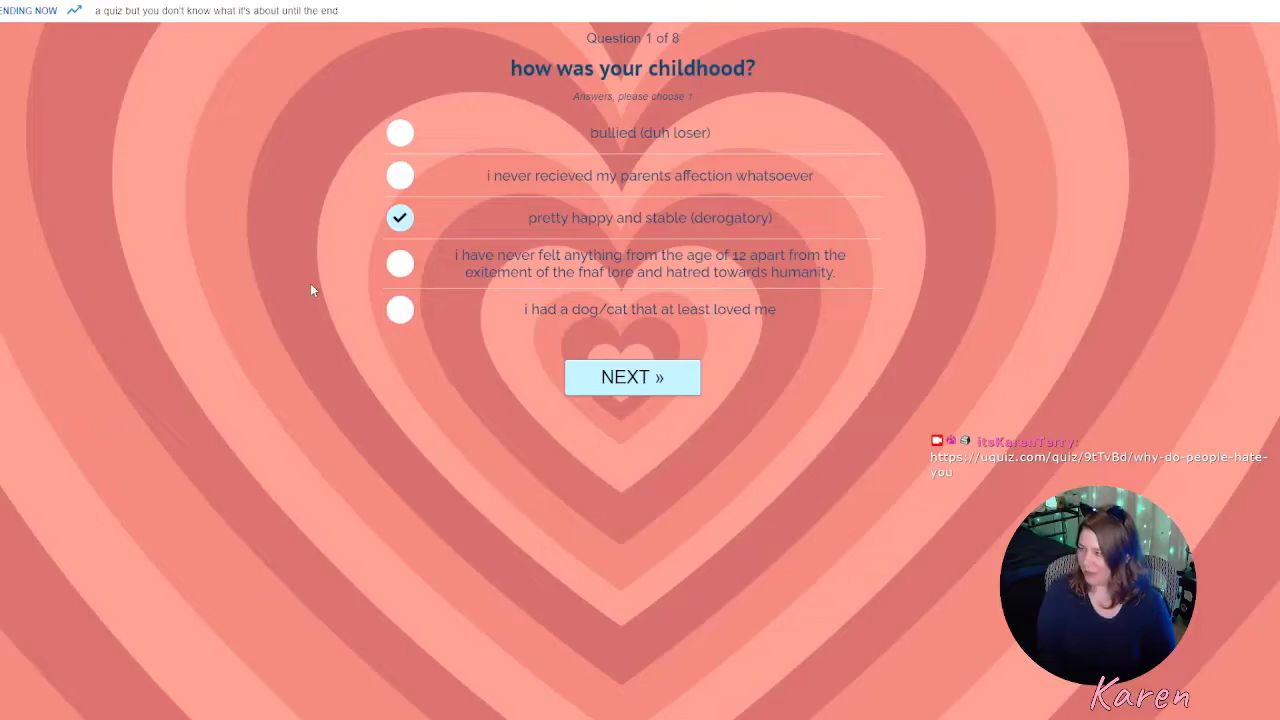 ENDING NOW
a quiz but you don't know what it's about until the end
Question 1 of 8
how was your childhood?
Answers, please choose 1
bullied (duh loser)
i never recieved my parents affection whatsoever
pretty happy and stable (derogatory)
i have never felt anything from the age of 12 apart from the
exitement of the fnaf lore and hatred towards humanity.
i had a dog/cat that at least loved me
NEXT »
itsKarenTerry:
https://uquiz.com/quiz/9tTvBd/why-do-people-hate-
you
Karen